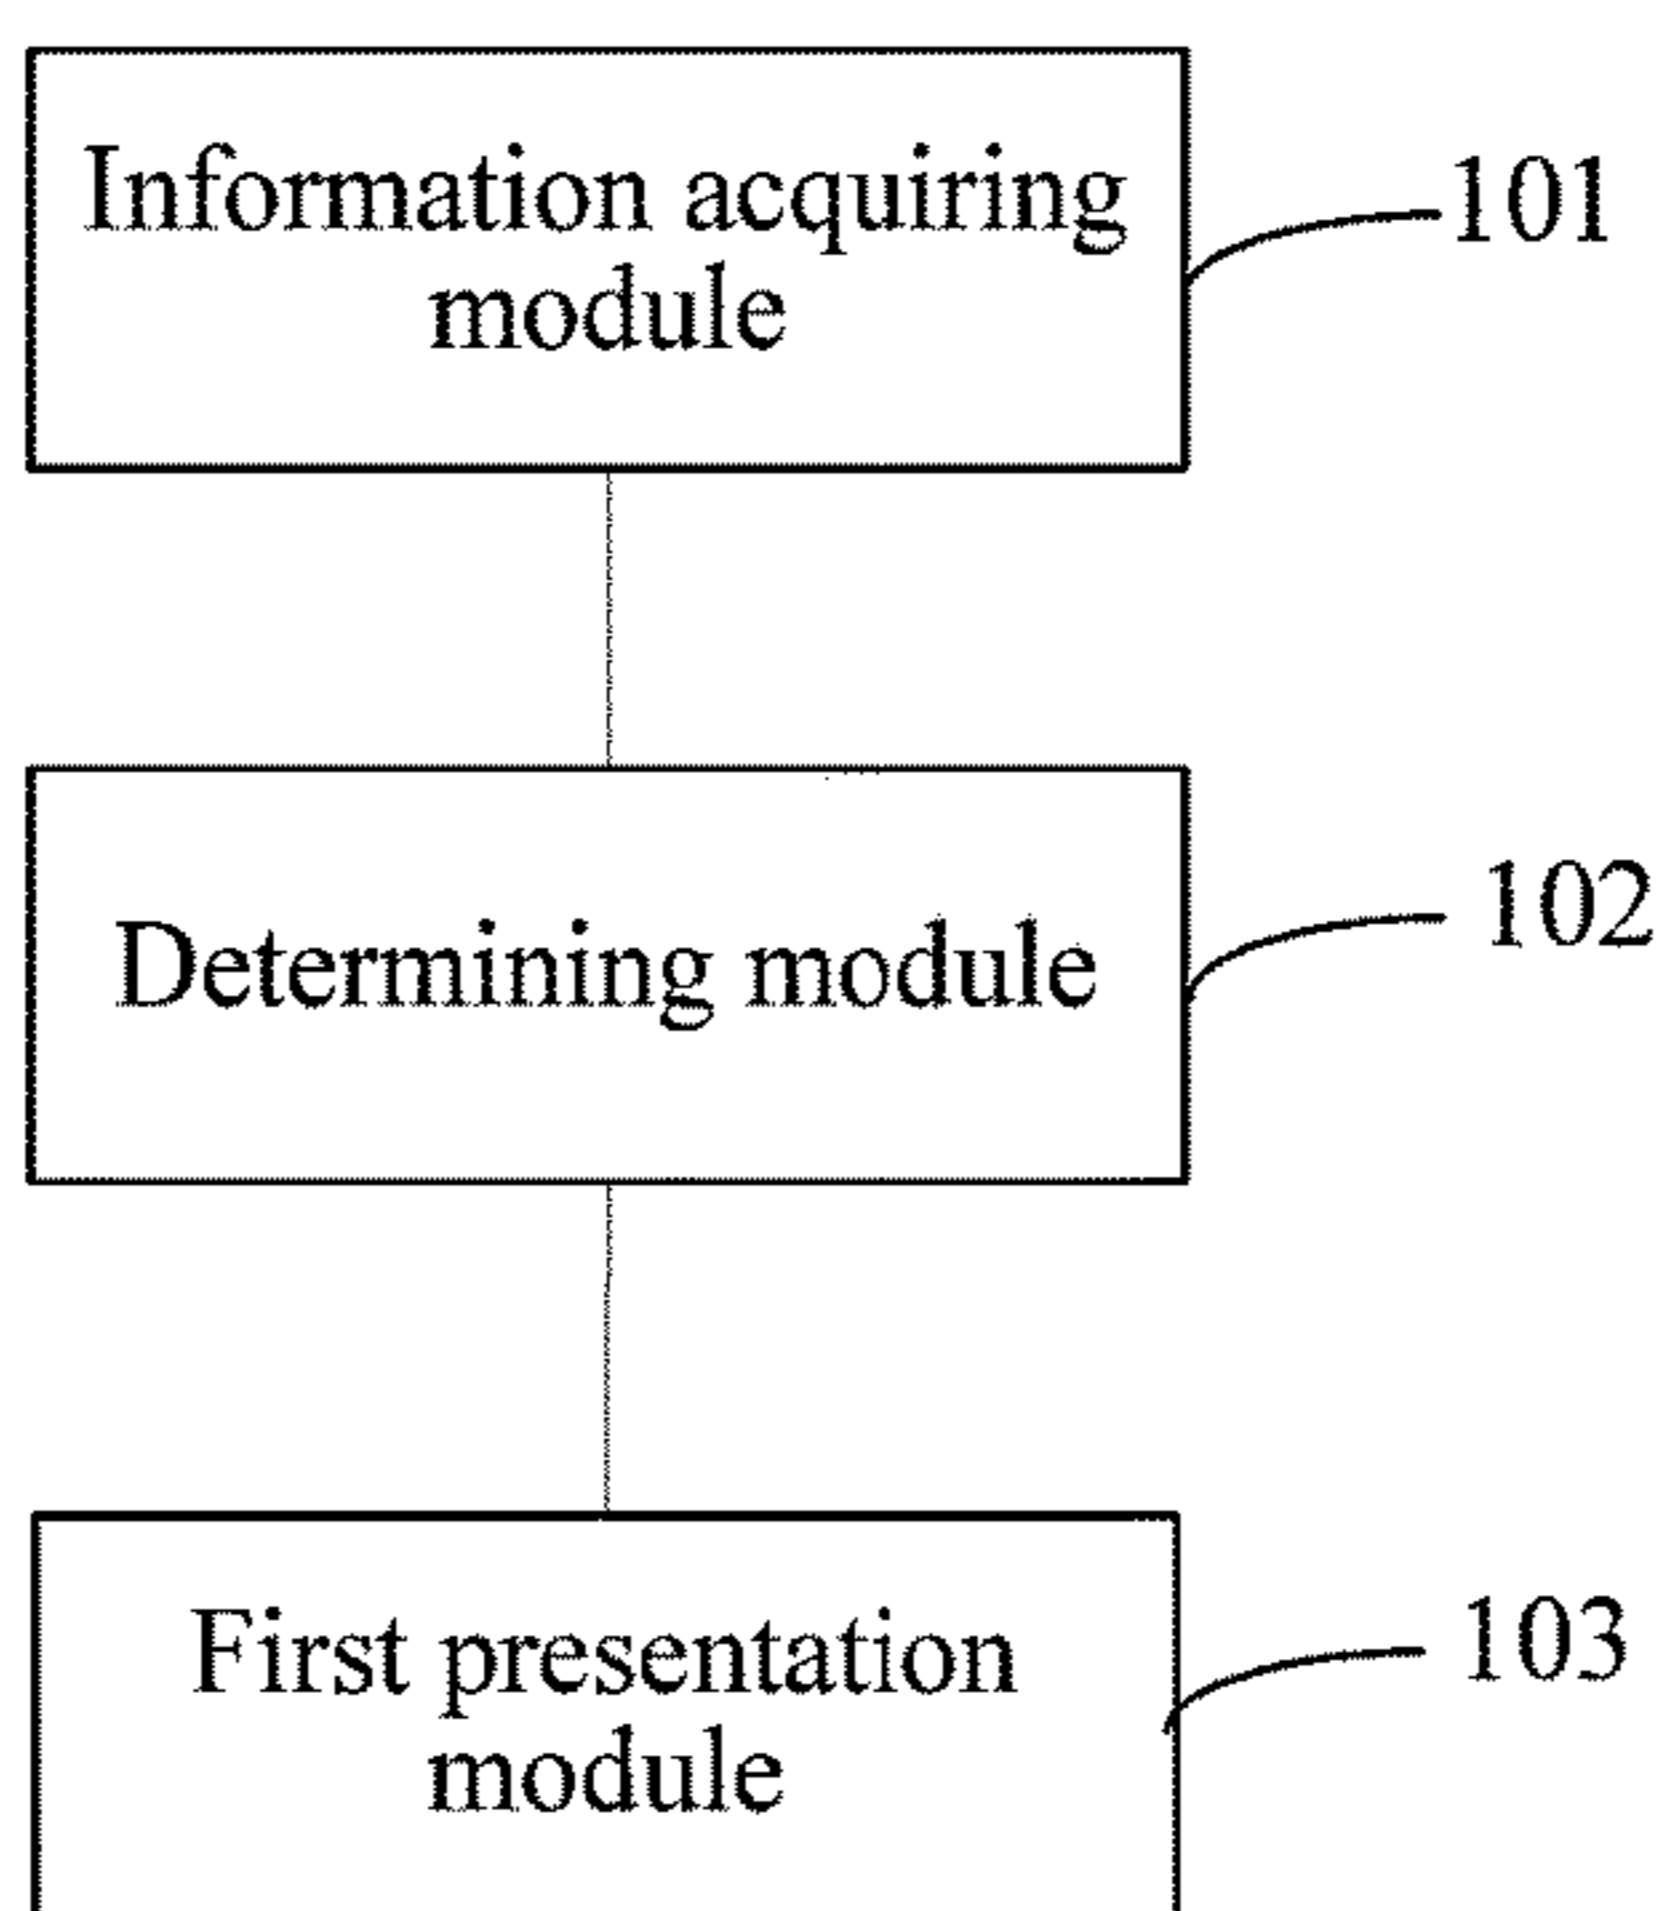 Information acquiring
module
101
Determining module
102
First presentation
module
103